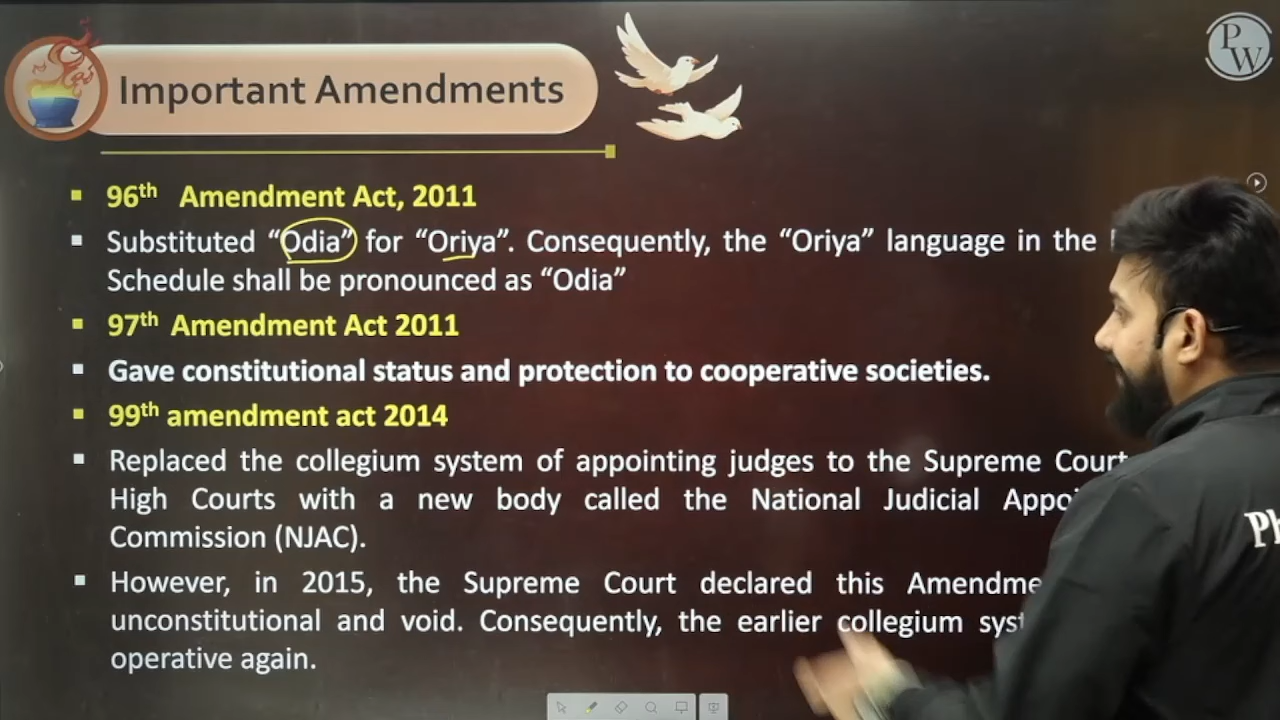 Important Amendments
PW
96th Amendment Act, 2011
Substituted “Odia” for “Oriya”. Consequently, the “Oriya” language in the
Schedule shall be pronounced as “Odia”
97th Amendment Act 2011
Gave constitutional status and protection to cooperative societies.
99th amendment act 2014
Replaced the collegium system of appointing judges to the Supreme Court
High Courts with a new body called the National Judicial
Commission (NJAC).
However, in 2015, the Supreme Court declared this
unconstitutional and void. Consequently, the earlier collegium
operative again.